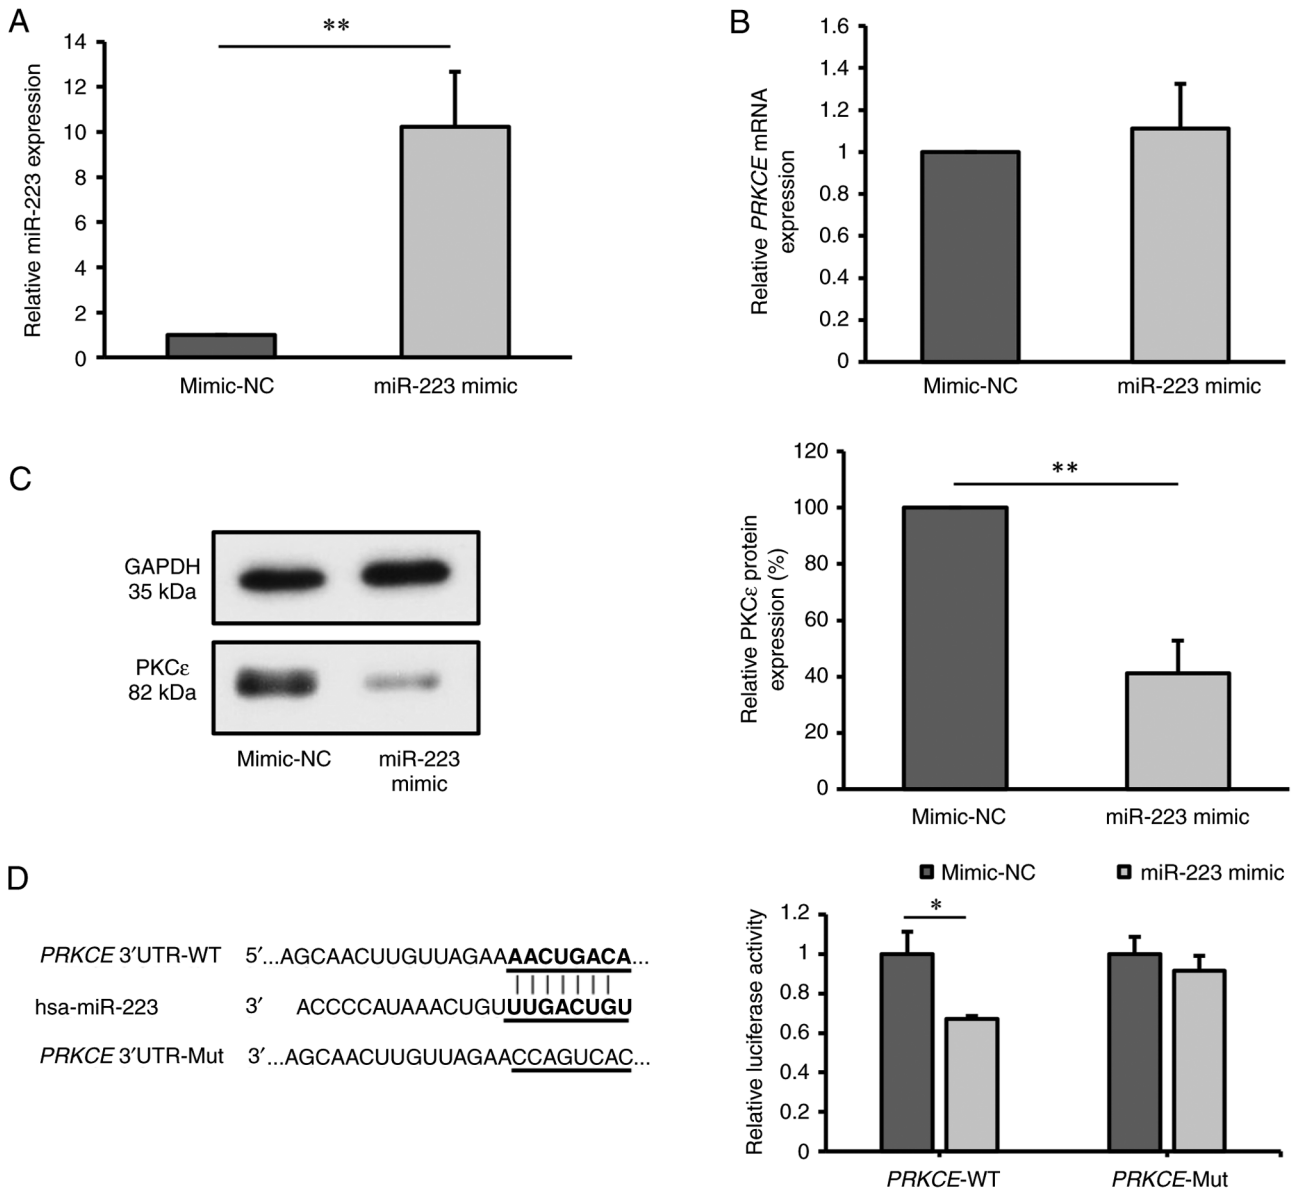 A
**
14
12
10
8
6
4
2
0
Relative miR-223 expression
Mimic-NC
miR-223 mimic
B
1.6
1.4
1.2
1
0.8
0.6
0.4
0.2
0
Relative PRKCE mRNA
expression
Mimic-NC
miR-223 mimic
C
GAPDH
35 kDa
PKCε
82 kDa
Mimic-NC
miR-223
mimic
120
100
80
60
40
20
0
**
Relative PKCε protein
expression (%)
Mimic-NC
miR-223 mimic
D
PRKCE 3′UTR-WT 5′...AGCAACUUGUUAGAAAACUGACA...
hsa-miR-223 3′ ACCCCAUAAACUGUUUGACUGU
PRKCE 3′UTR-Mut 3′...AGCAACUUGUUAGAACCAGUCAC...
Mimic-NC
miR-223 mimic
1.2
1
0.8
0.6
0.4
0.2
0
*
Relative luciferase activity
PRKCE-WT
PRKCE-Mut